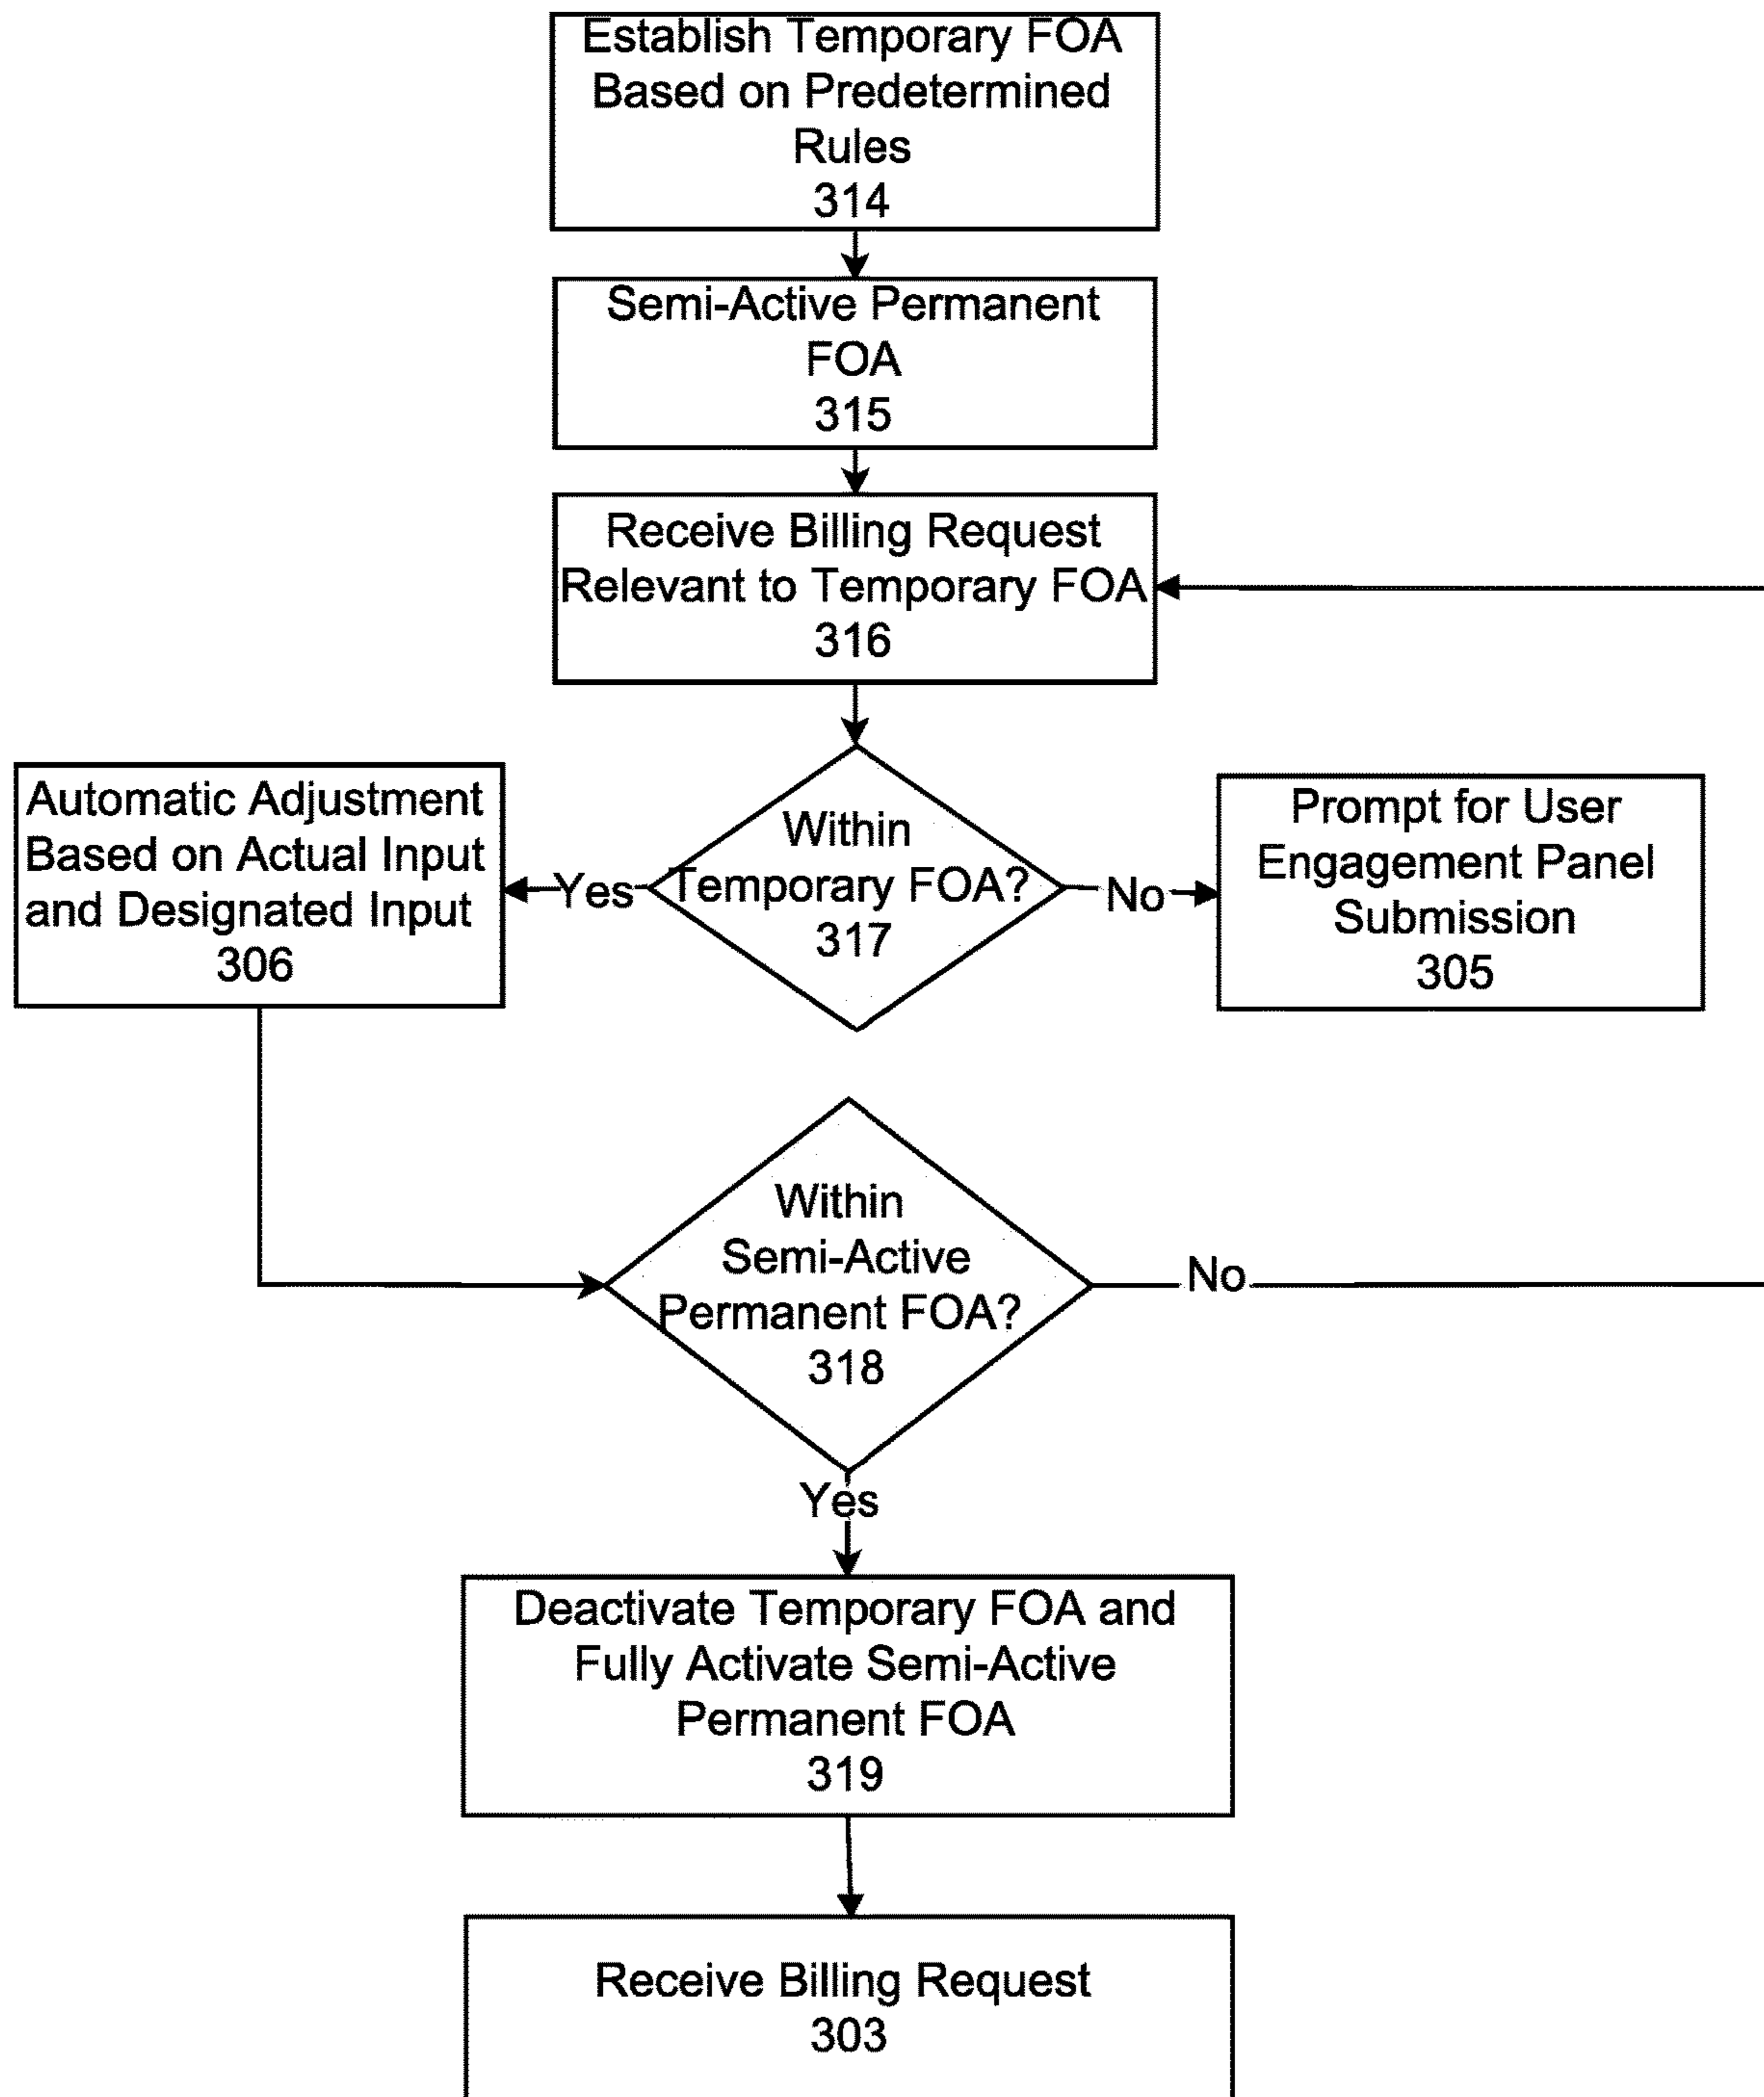 Establish Temporary FOA
Based on Predetermined
Rules
314
Semi-Active Permanent
FOA
315
Receive Billing Request
Relevant to Temporary FOA
316
Automatic Adjustment
Based on Actual Input
and Designated Input
306
Yes
Within
Temporary FOA?
317
No
Prompt for User
Engagement Panel
Submission
305
Within
Semi-Active
Permanent FOA?
318
No
Yes
Deactivate Temporary FOA and
Fully Activate Semi-Active
Permanent FOA
319
Receive Billing Request
303